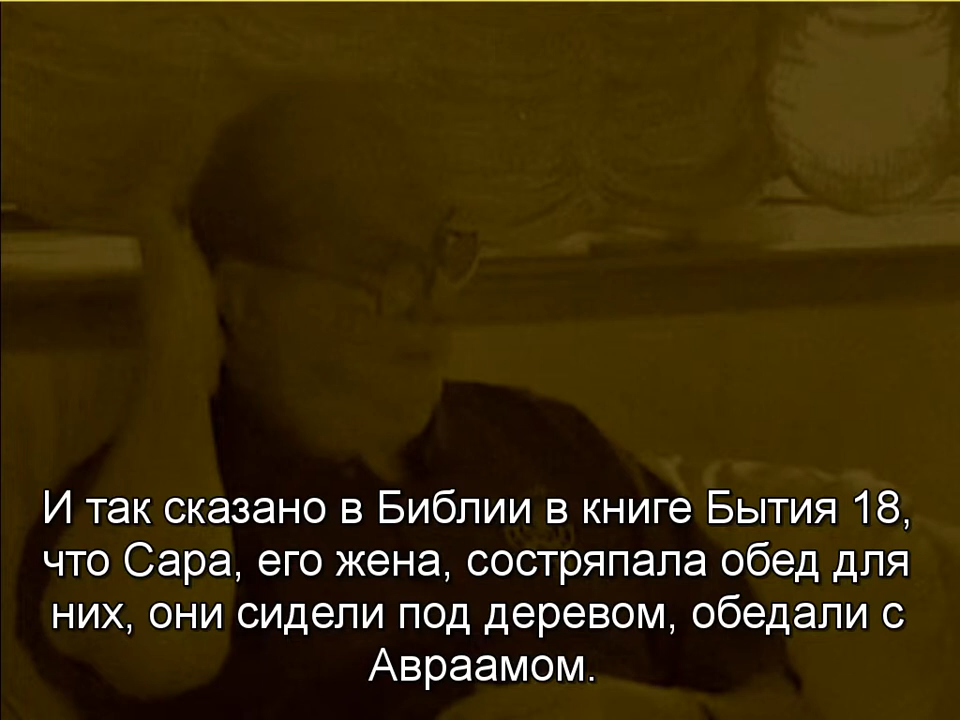 И так сказано в Библии в книге Бытия 18,
что Сара, его жена, состряпала обед для
них, они сидели под деревом, обедали с
Авраамом.